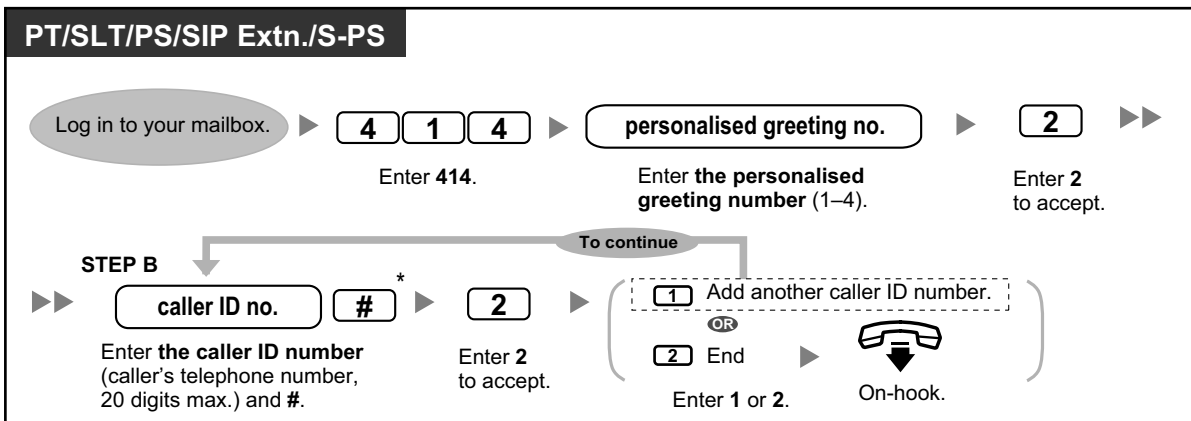 PT/SLT/PS/SIP Extn./S-PS
Log in to your mailbox.
4 1 4
personalised greeting no.
2
Enter 414.
Enter the personalised
greeting number (1–4).
Enter 2
to accept.
To continue
STEP B
caller ID no. # *
2
1 Add another caller ID number.
OR
2 End
Enter the caller ID number
(caller's telephone number,
20 digits max.) and #.
Enter 2
to accept.
Enter 1 or 2.
On-hook.